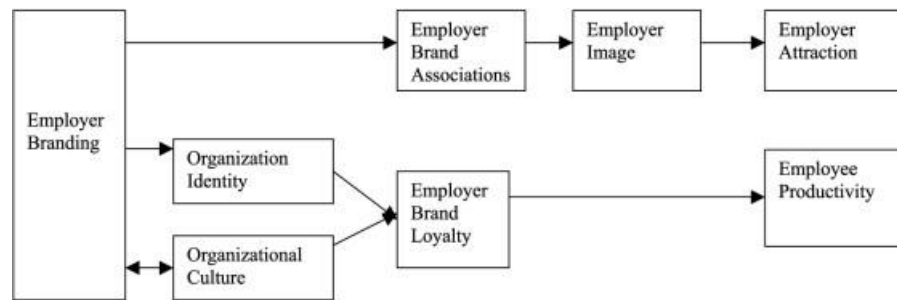 Employer
Branding
Employer
Brand
Associations
Employer
Image
Employer
Attraction
Organization
Identity
Organizational
Culture
Employer
Brand
Loyalty
Employee
Productivity